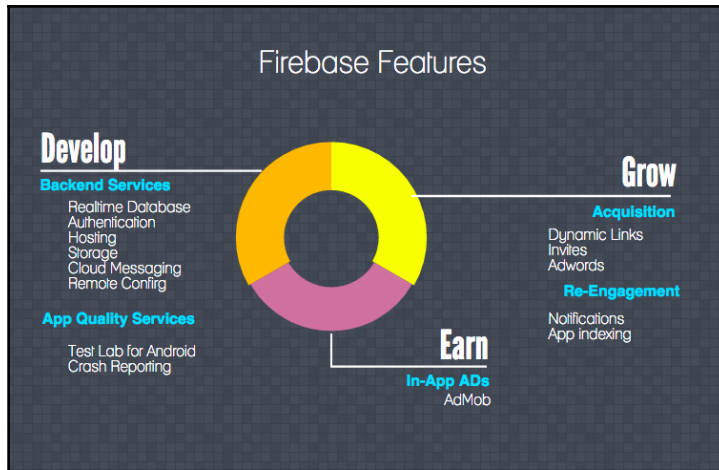 Firebase Features
Develop
Backend Services
Realtime Database
Authentication
Hosting
Storage
Cloud Messaging
Remote Confirg
App Quality Services
Test Lab for Android
Crash Reporting
Grow
Acquisition
Dynamic Links
Invites
Adwords
Re-Engagement
Notifications
App indexing
Earn
In-App ADs
AdMob